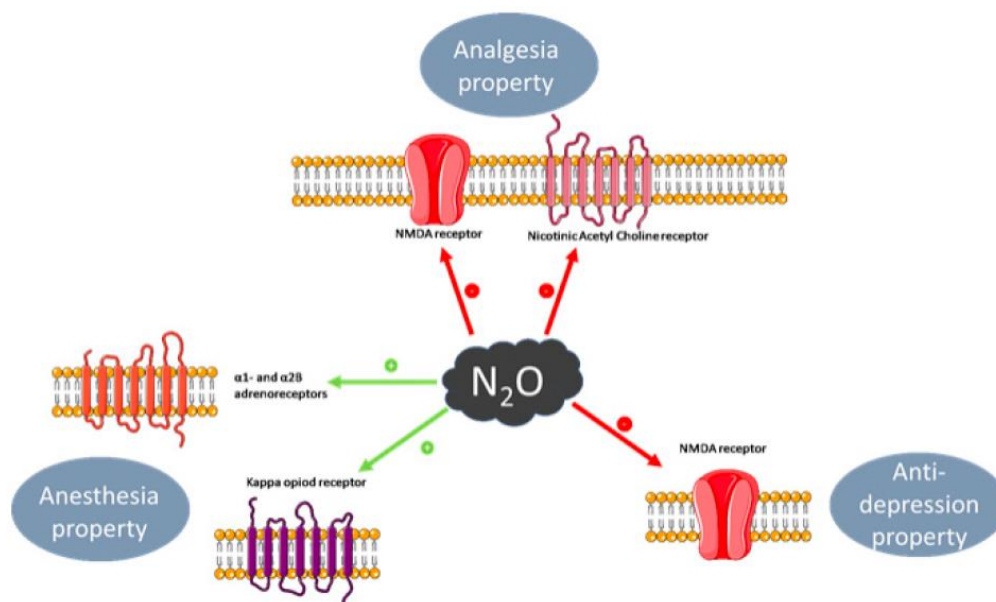 Analgesia
property
NMDA receptor
Nicotinic Acetyl Choline receptor
α1- and α2B
adrenoreceptors
N₂O
Kappa opiod receptor
NMDA receptor
Anesthesia
property
Anti-
depression
property